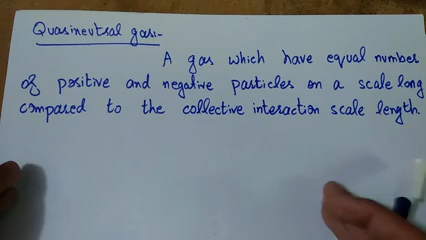 Quasineutral gas:-
A gas which have equal number
of positive and negative particles on a scale long
compared to the collective interaction scale length.